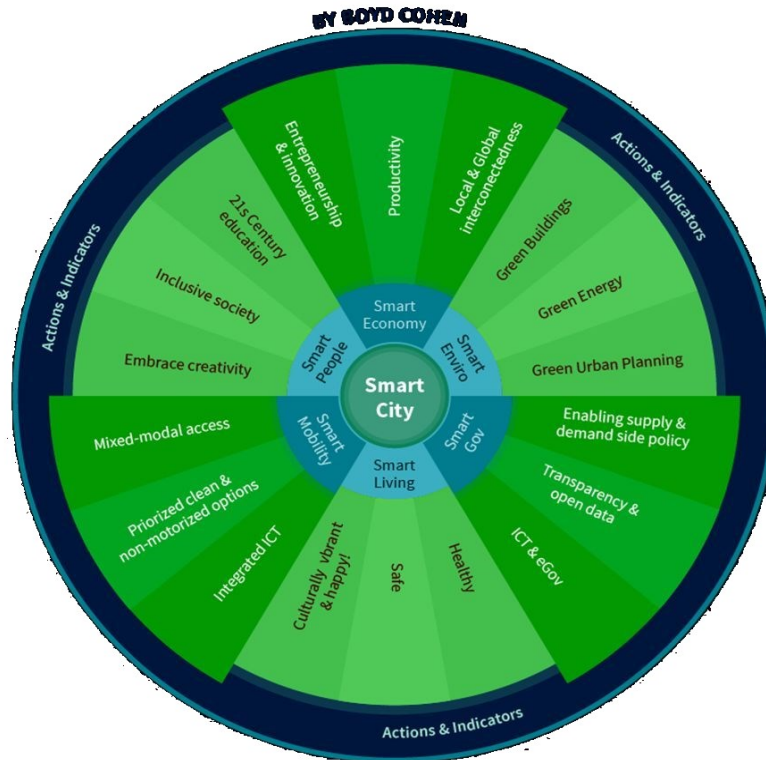 BY BOYD COHEN
Actions & Indicators
Actions & Indicators
Actions & Indicators
Smart
City
Smart
Economy
Entrepreneurship
& innovation
Productivity
Local & Global
interconectedness
Smart
Enviro
Green Buildings
Green Energy
Green Urban Planning
Smart
Gov
Enabling supply &
demand side policy
Transparency &
open data
ICT & eGov
Smart
Living
Healthy
Safe
Culturally vibrant
& happy!
Smart
Mobility
Integrated ICT
Priorized clean &
non-motorized options
Mixed-modal access
Smart
People
Embrace creativity
Inclusive society
21s Century
education